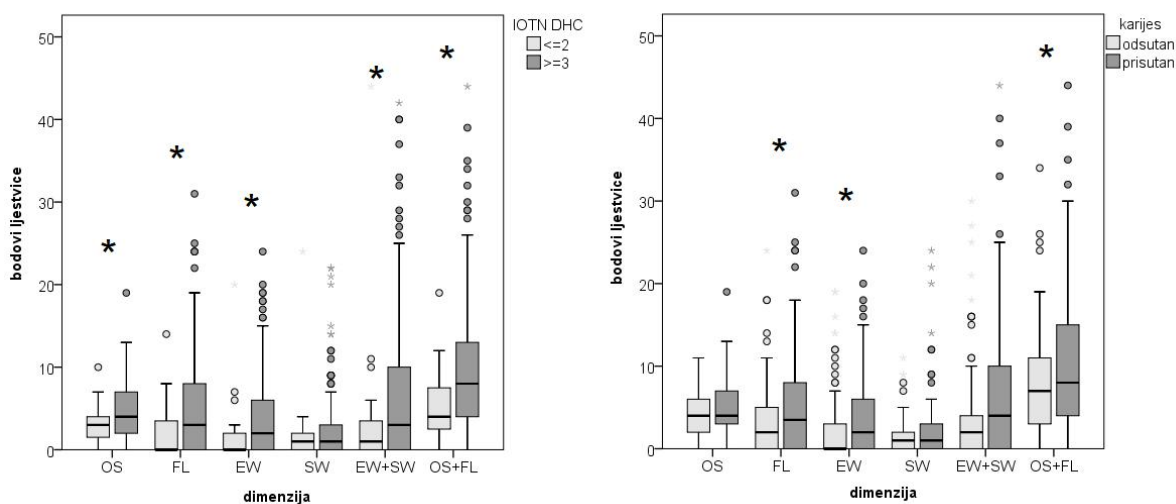 IOTN DHC
<=2
>=3
50
40
30
20
10
0
bodovi ljestvice
*
*
*
*
*
OS
FL
EW
SW
EW+SW
OS+FL
dimenzija
karijes
odsutan
prisutan
50
40
30
20
10
0
bodovi ljestvice
*
*
*
OS
FL
EW
SW
EW+SW
OS+FL
dimenzija